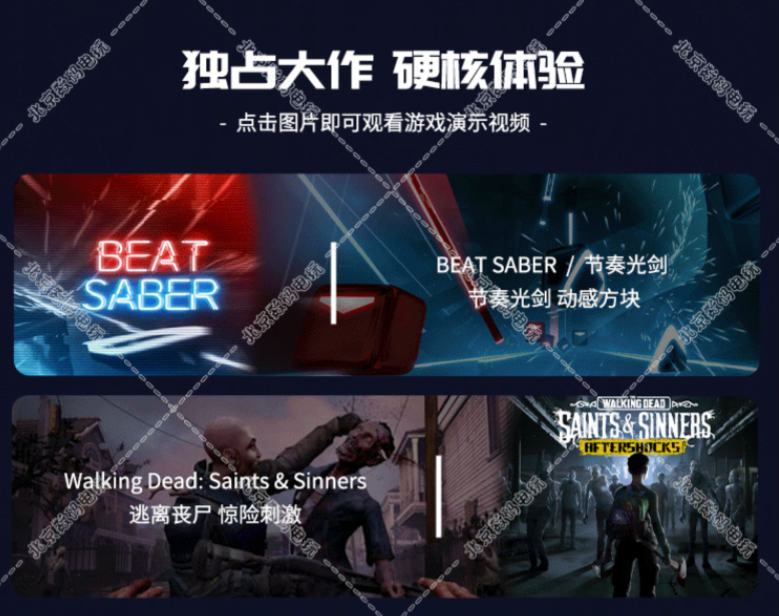 独占大作 硬核体验
- 点击图片即可观看游戏演示视频 -
BEAT
SABER
BEAT SABER / 节奏光剑
节奏光剑 动感方块
WALKING DEAD
SAINTS & SINNERS
AFTERSHOCKS
Walking Dead: Saints & Sinners
逃离丧尸 惊险刺激